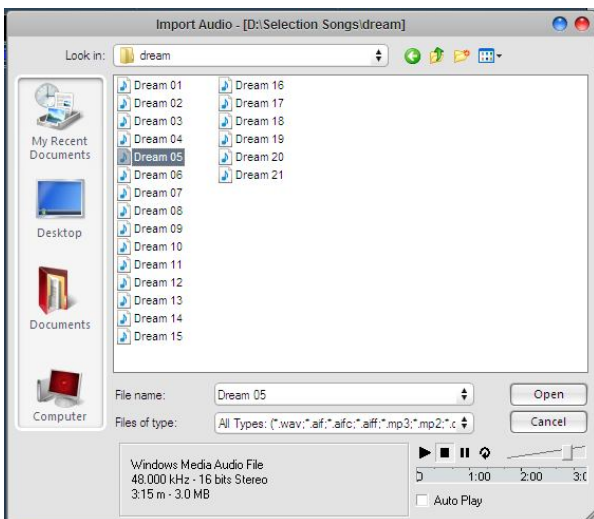 Import Audio - [D:\Selection Songs\dream]
Look in:
dream
My Recent
Documents
Desktop
Documents
Computer
Dream 01
Dream 02
Dream 03
Dream 04
Dream 05
Dream 06
Dream 07
Dream 08
Dream 09
Dream 10
Dream 11
Dream 12
Dream 13
Dream 14
Dream 15
Dream 16
Dream 17
Dream 18
Dream 19
Dream 20
Dream 21
File name:
Dream 05
Open
Files of type:
All Types: (*.wav;*.aif;*.aifc;*.aiff;*.mp3;*.mp2;*.c
Cancel
Windows Media Audio File
48.000 kHz - 16 bits Stereo
3:15 m - 3.0 MB
1:00 2:00
Auto Play